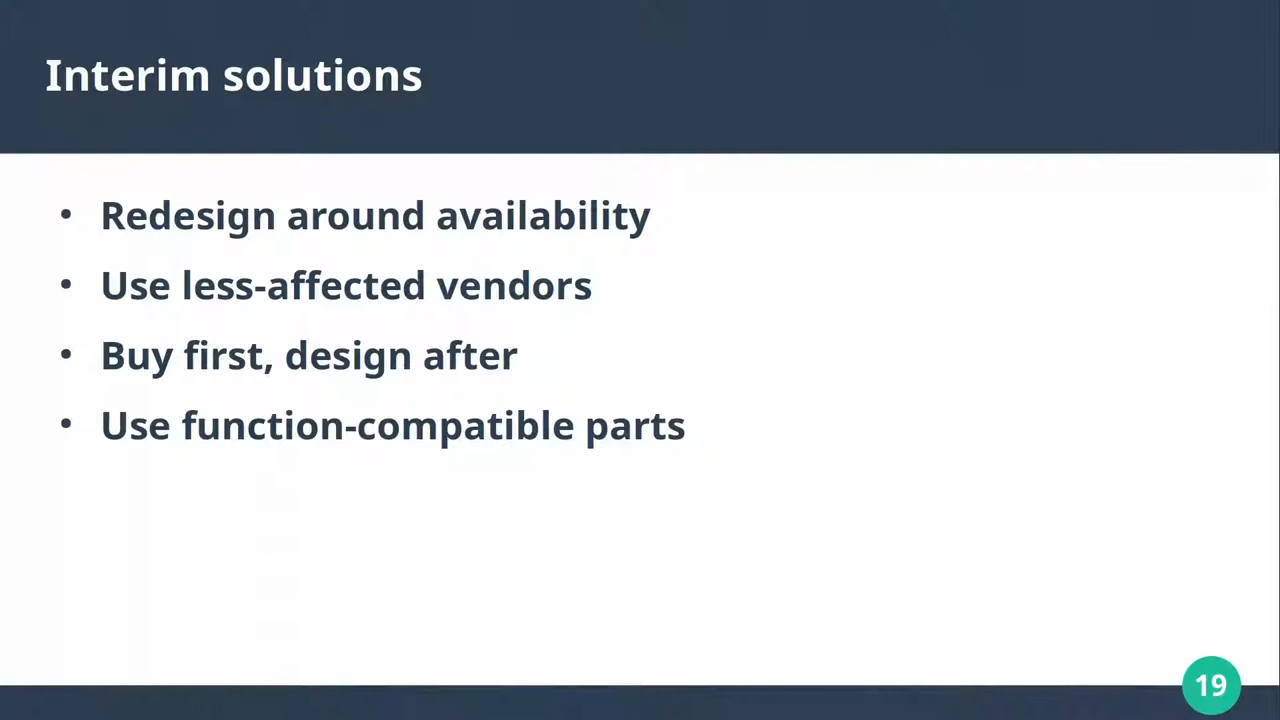 Interim solutions
• Redesign around availability
• Use less-affected vendors
• Buy first, design after
• Use function-compatible parts
19